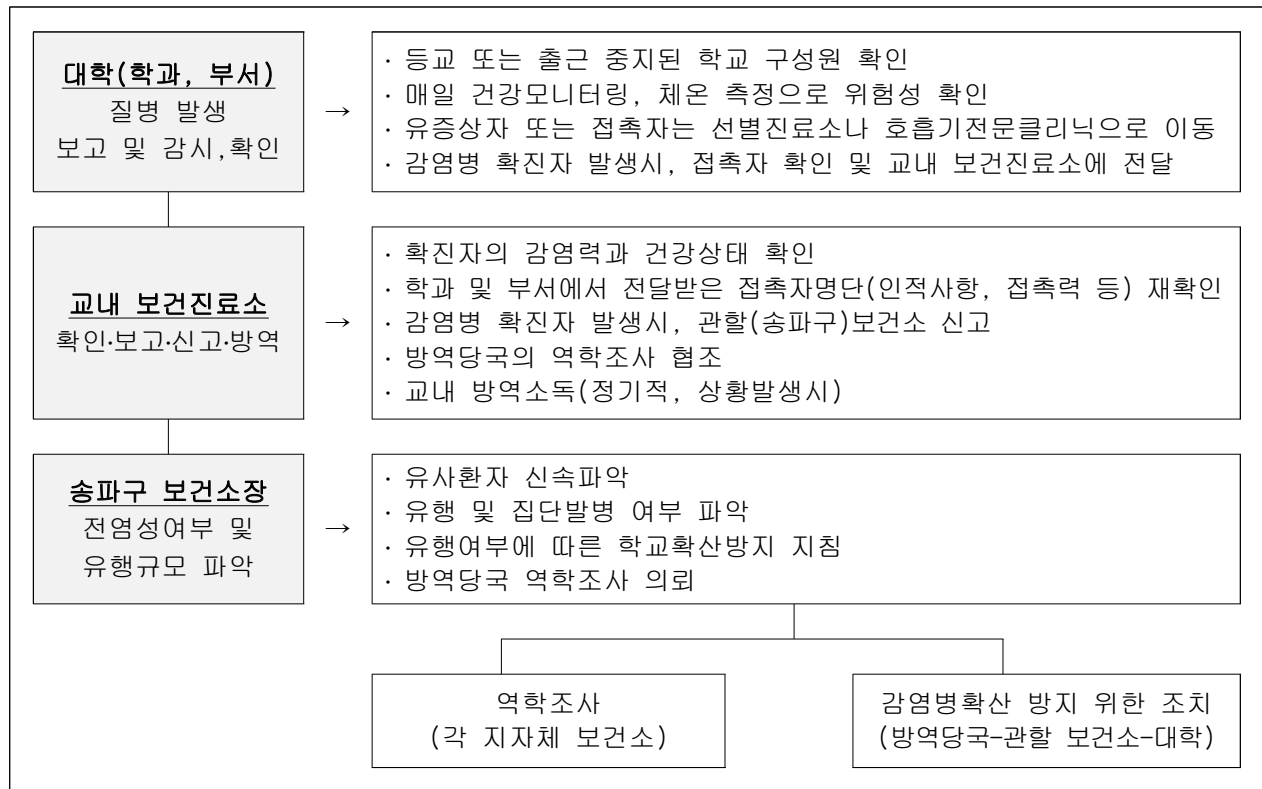 대학(학과, 부서)
질병 발생
보고 및 감시,확인
→
· 등교 또는 출근 중지된 학교 구성원 확인
· 매일 건강모니터링, 체온 측정으로 위험성 확인
· 유증상자 또는 접촉자는 선별진료소나 호흡기전문클리닉으로 이동
· 감염병 확진자 발생시, 접촉자 확인 및 교내 보건진료소에 전달
교내 보건진료소
확인·보고·신고·방역
→
· 확진자의 감염력과 건강상태 확인
· 학과 및 부서에서 전달받은 접촉자명단(인적사항, 접촉력 등) 재확인
· 감염병 확진자 발생시, 관할(송파구)보건소 신고
· 방역당국의 역학조사 협조
· 교내 방역소독(정기적, 상황발생시)
송파구 보건소장
전염성여부 및
유행규모 파악
→
· 유사환자 신속파악
· 유행 및 집단발병 여부 파악
· 유행여부에 따른 학교확산방지 지침
· 방역당국 역학조사 의뢰
역학조사
(각 지자체 보건소)
감염병확산 방지 위한 조치
(방역당국-관할 보건소-대학)